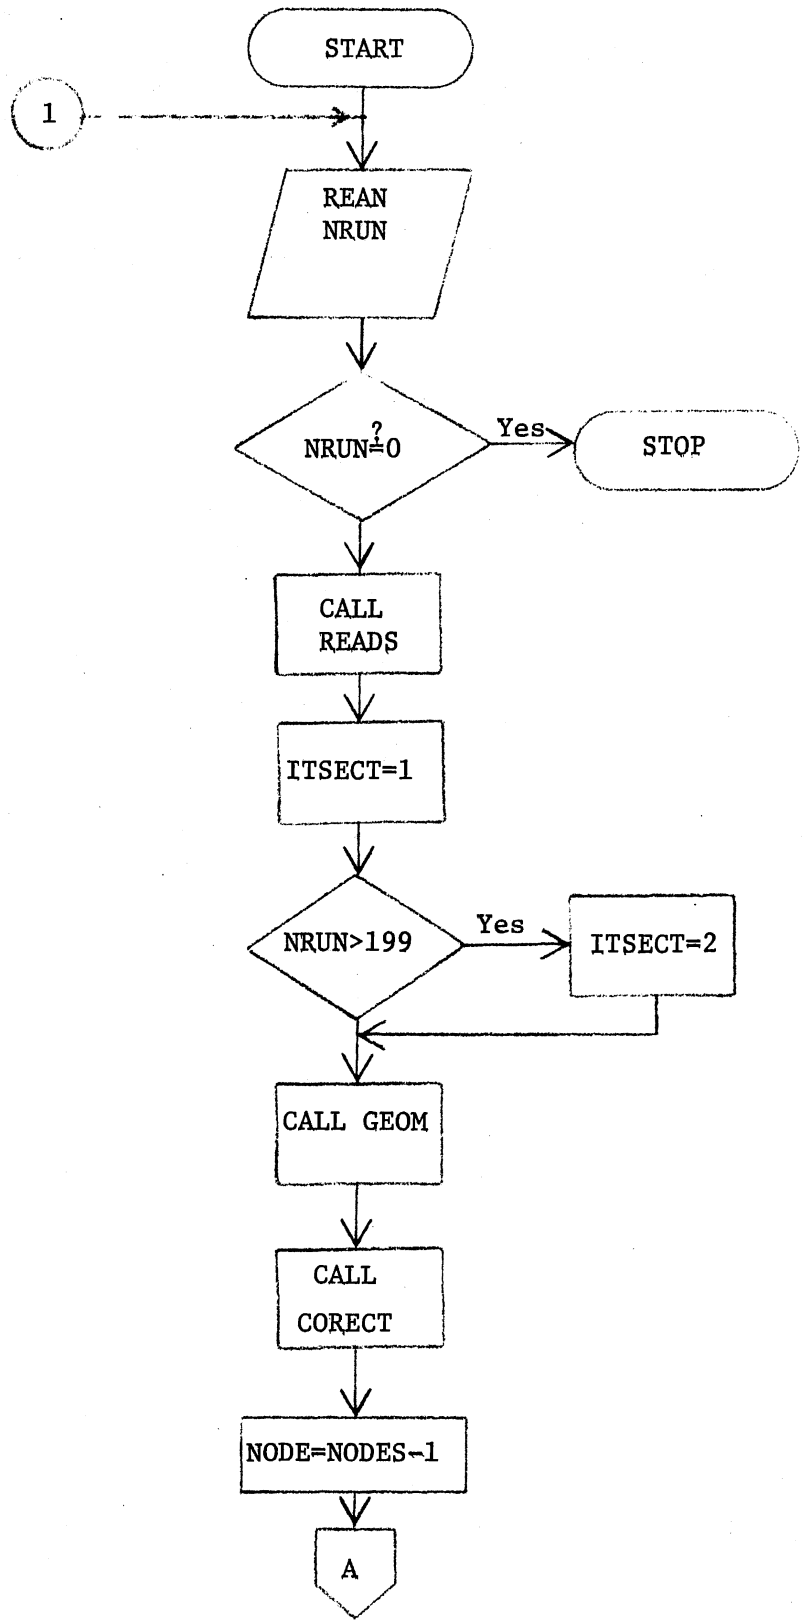 START
1
REAN
NRUN
?
NRUN=0
Yes
STOP
CALL
READS
ITSECT=1
NRUN>199
Yes
ITSECT=2
CALL GEOM
CALL
CORECT
NODE=NODES-1
A